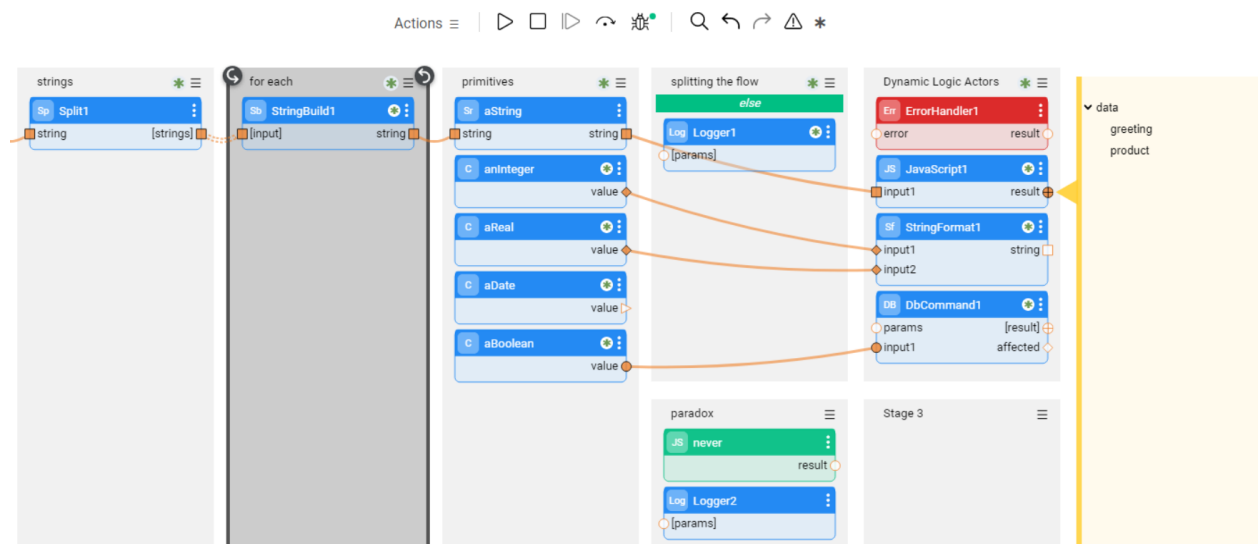 Actions
strings
Sp Split1
string [strings]
for each
Sb StringBuild1
[input] string
primitives
Sr aString
string string
C anInteger
value
C aReal
value
C aDate
value
C aBoolean
value
splitting the flow
else
Log Logger1
[params]
paradox
JS never
result
Log Logger2
[params]
Dynamic Logic Actors
Err ErrorHandler1
error result
JS JavaScript1
input1 result
Sf StringFormat1
input1 string
input2
DB DbCommand1
params [result]
input1 affected
Stage 3
data
greeting
product